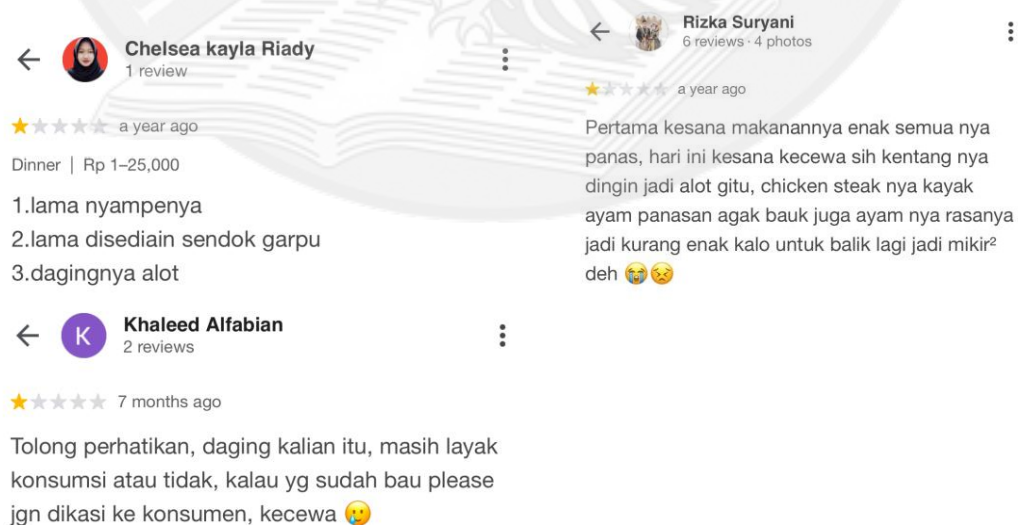 Chelsea kayla Riady
1 review
a year ago
Dinner | Rp 1–25,000
1.lama nyampenya
2.lama disediain sendok garpu
3.dagingnya alot
Khaleed Alfabian
K
2 reviews
7 months ago
Tolong perhatikan, daging kalian itu, masih layak
konsumsi atau tidak, kalau yg sudah bau please
jgn dikasi ke konsumen, kecewa 🥲
Rizka Suryani
6 reviews · 4 photos
a year ago
Pertama kesana makanannya enak semua nya
panas, hari ini kesana kecewa sih kentang nya
dingin jadi alot gitu, chicken steak nya kayak
ayam panasan agak bauk juga ayam nya rasanya
jadi kurang enak kalo untuk balik lagi jadi mikir²
deh 😭😣